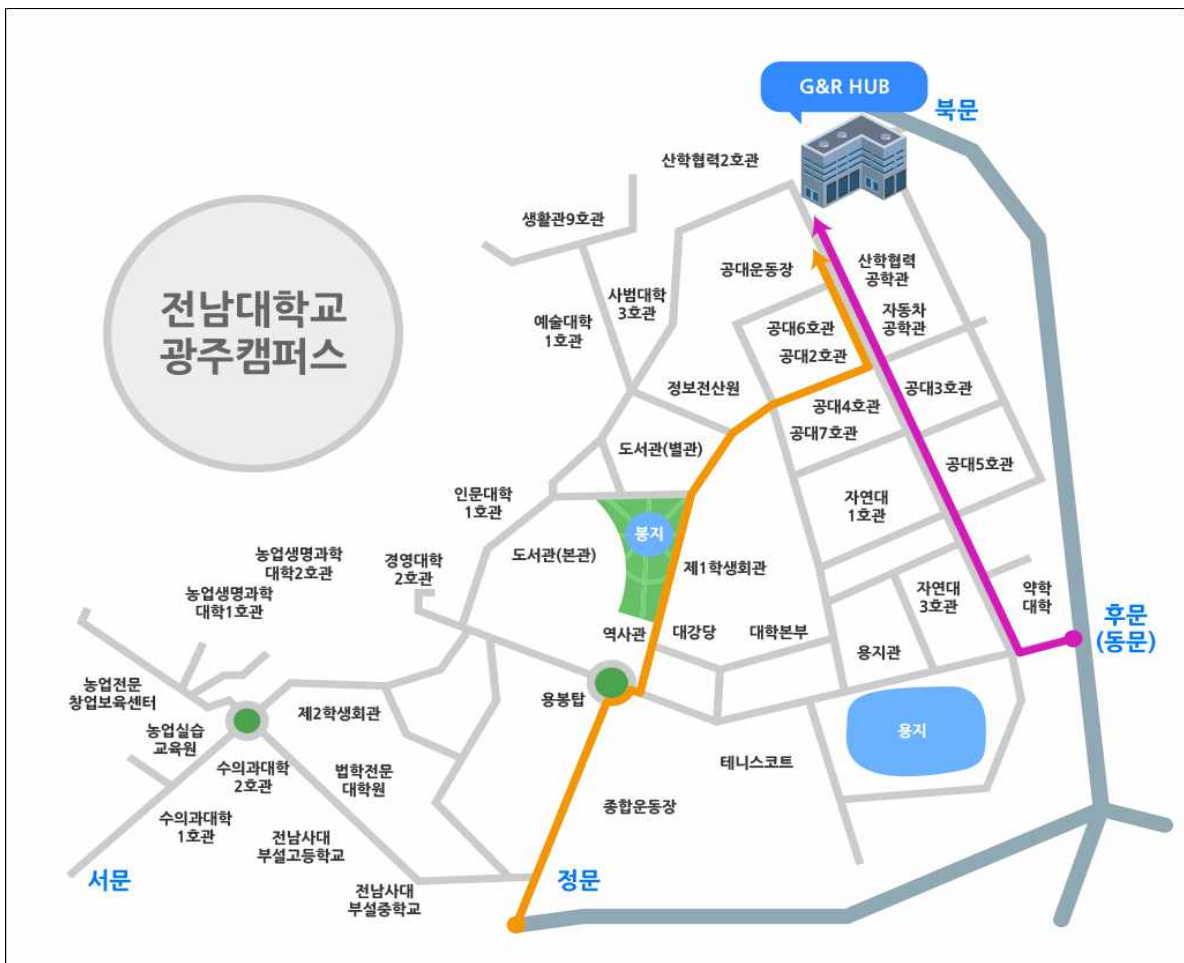 G&R HUB
북문
산학협력2호관
생활관9호관
전남대학교
광주캠퍼스
공대운동장
산학협력
공학관
사범대학
3호관
예술대학
1호관
자동차
공학관
공대6호관
공대2호관
정보전산원
공대3호관
공대4호관
공대7호관
도서관(별관)
공대5호관
인문대학
1호관
자연대
1호관
봉지
도서관(본관)
경영대학
2호관
농업생명과학
대학2호관
농업생명과학
대학1호관
제1학생회관
자연대
3호관
약학
대학
후문
(동문)
역사관
대강당
대학본부
용지관
농업전문
창업보육센터
용봉탑
제2학생회관
농업실습
교육원
용지
테니스코트
수의과대학
2호관
법학전문
대학원
종합운동장
수의과대학
1호관
전남사대
부설고등학교
서문
정문
전남사대
부설중학교